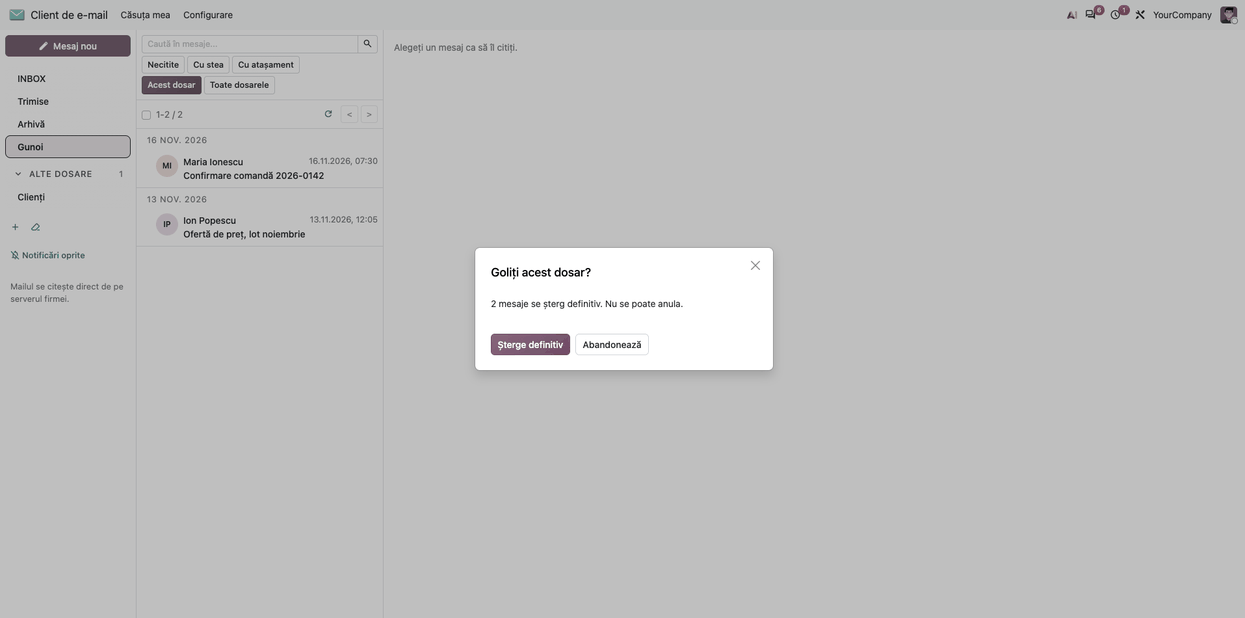 Client de e-mail
Căsuța mea
Configurare
AI
6
1
YourCompany
Mesaj nou
INBOX
Trimise
Arhivă
Gunoi
ALTE DOSARE 1
Clienți
+
Notificări oprite
Mailul se citește direct de pe
serverul firmei.
Caută în mesaje...
Necitite
Cu stea
Cu atașament
Acest dosar
Toate dosarele
1-2 / 2
<
>
16 NOV. 2026
MI
Maria Ionescu
16.11.2026, 07:30
Confirmare comandă 2026-0142
13 NOV. 2026
IP
Ion Popescu
13.11.2026, 12:05
Ofertă de preț, lot noiembrie
Alegeți un mesaj ca să îl citiți.
Goliți acest dosar?
2 mesaje se șterg definitiv. Nu se poate anula.
Șterge definitiv
Abandonează